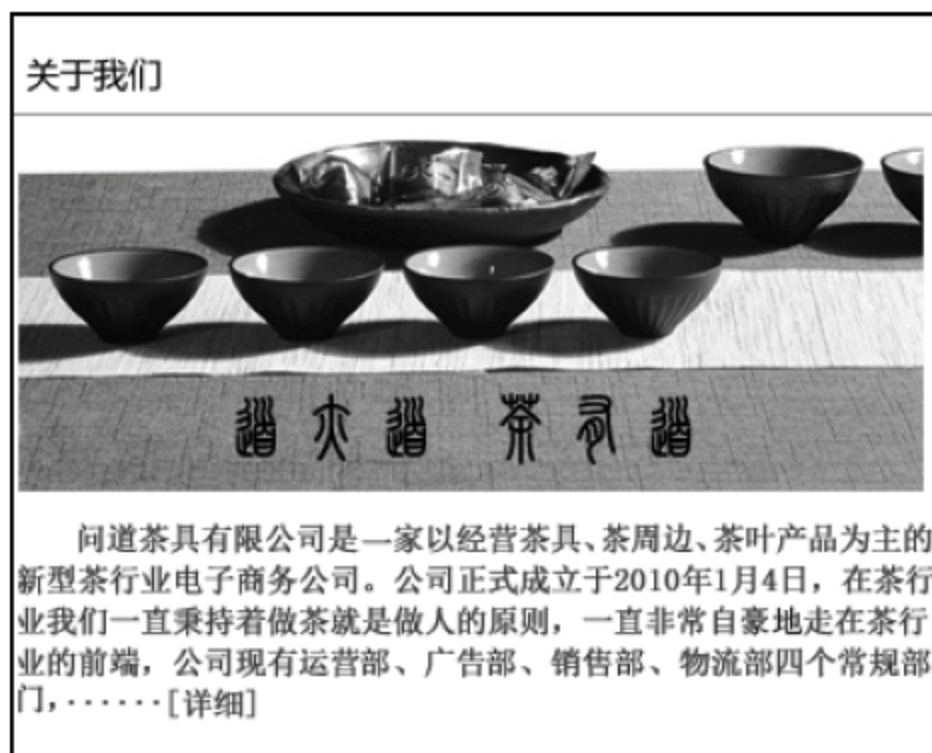 关于我们
道大道 茶有道
问道茶具有限公司是一家以经营茶具、茶周边、茶叶产品为主的
新型茶行业电子商务公司。公司正式成立于2010年1月4日，在茶行
业我们一直秉持着做茶就是做人的原则，一直非常自豪地走在茶行
业的前端，公司现有运营部、广告部、销售部、物流部四个常规部
门，······[详细]